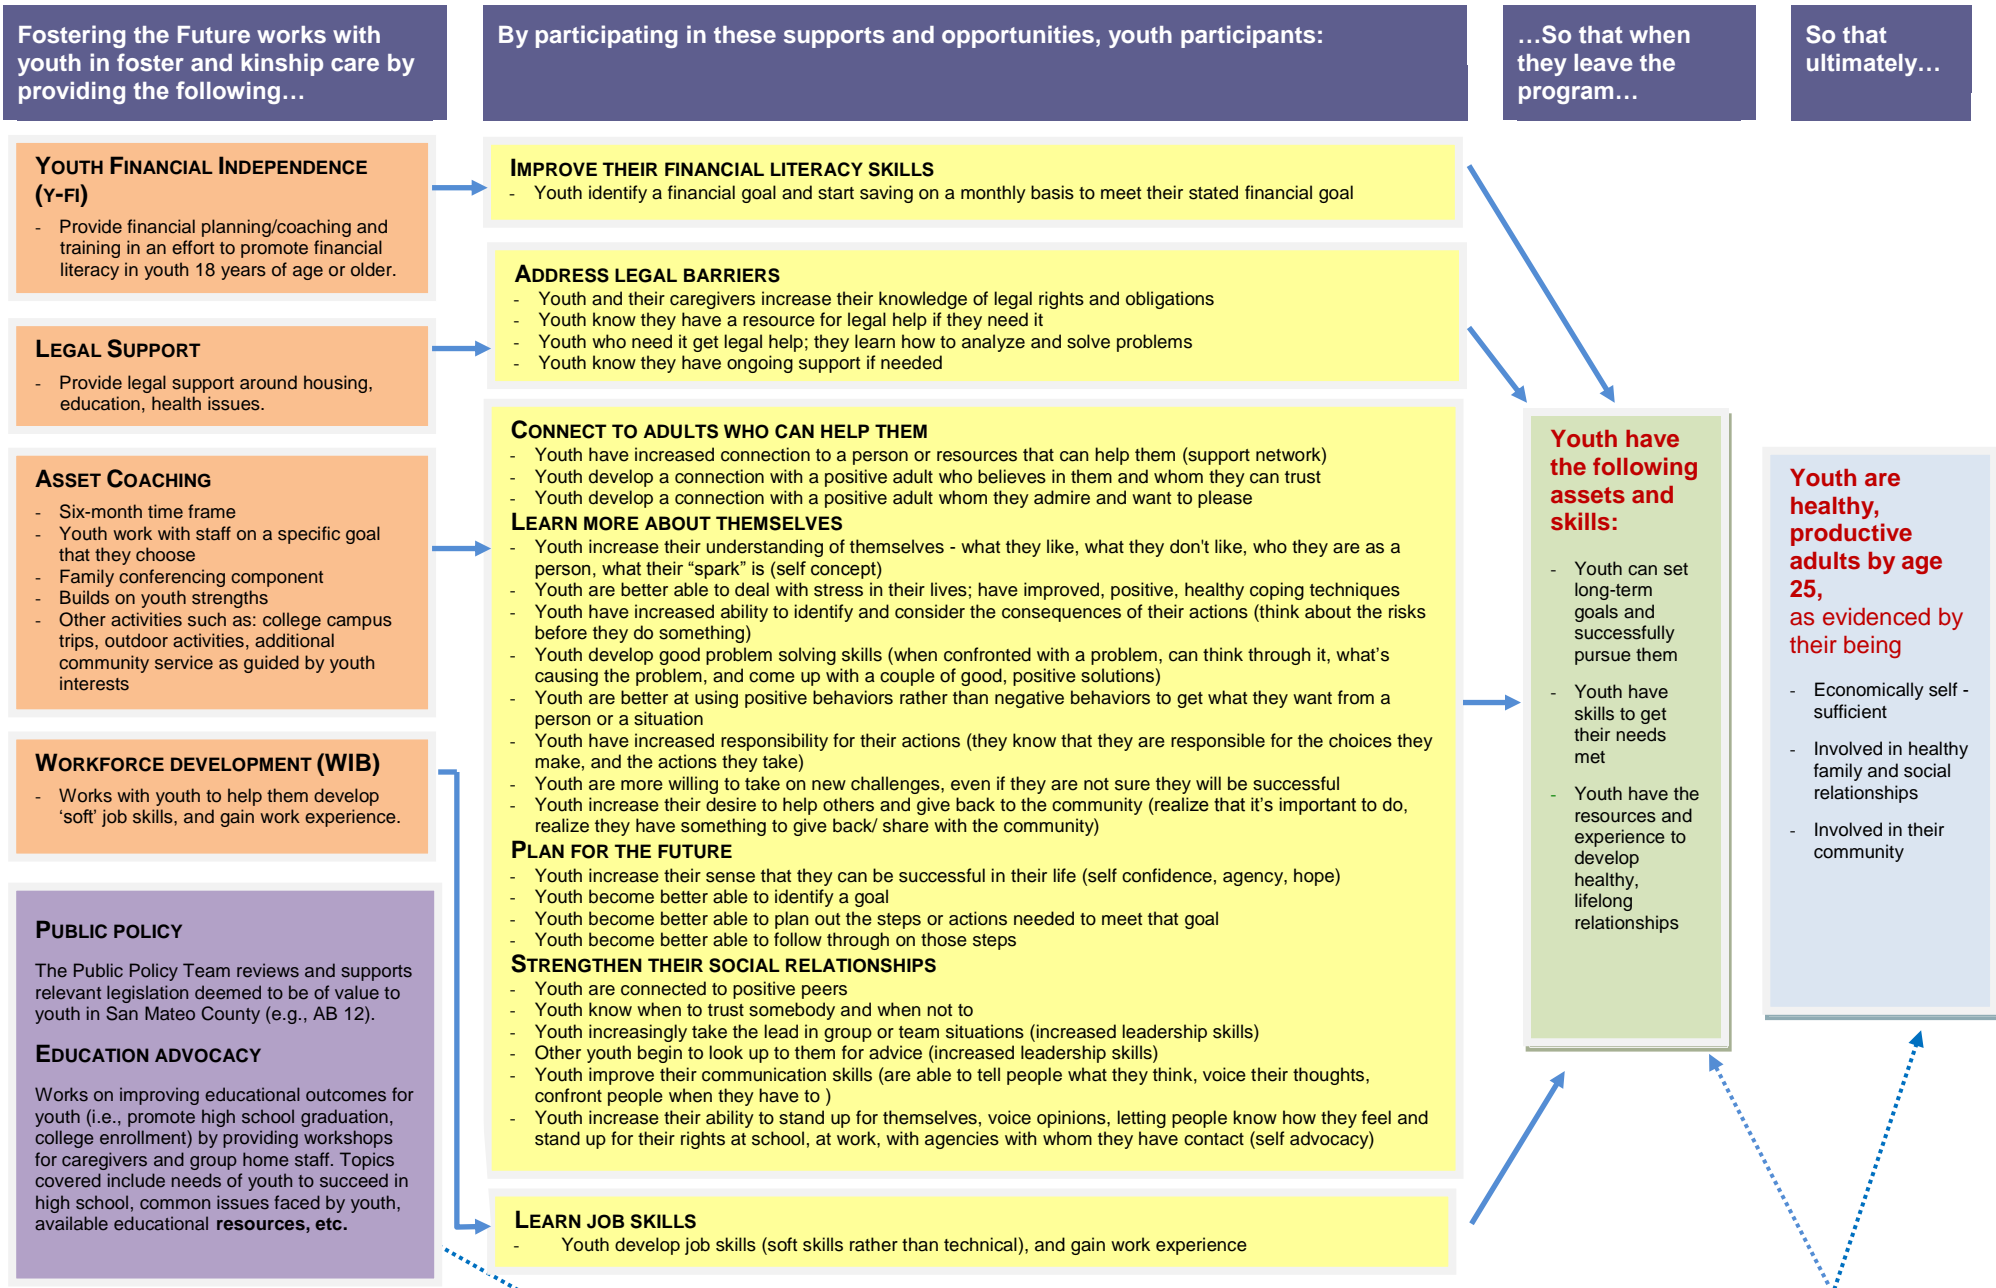 Fostering the Future works with
youth in foster and kinship care by
providing the following…
By participating in these supports and opportunities, youth participants:
…So that when
they leave the
program…
So that
ultimately…
YOUTH FINANCIAL INDEPENDENCE
(Y-FI)
- Provide financial planning/coaching and
training in an effort to promote financial
literacy in youth 18 years of age or older.
LEGAL SUPPORT
- Provide legal support around housing,
education, health issues.
ASSET COACHING
- Six-month time frame
- Youth work with staff on a specific goal
that they choose
- Family conferencing component
- Builds on youth strengths
- Other activities such as: college campus
trips, outdoor activities, additional
community service as guided by youth
interests
WORKFORCE DEVELOPMENT (WIB)
- Works with youth to help them develop
‘soft’ job skills, and gain work experience.
PUBLIC POLICY
The Public Policy Team reviews and supports
relevant legislation deemed to be of value to
youth in San Mateo County (e.g., AB 12).
EDUCATION ADVOCACY
Works on improving educational outcomes for
youth (i.e., promote high school graduation,
college enrollment) by providing workshops
for caregivers and group home staff. Topics
covered include needs of youth to succeed in
high school, common issues faced by youth,
available educational resources, etc.
IMPROVE THEIR FINANCIAL LITERACY SKILLS
- Youth identify a financial goal and start saving on a monthly basis to meet their stated financial goal
ADDRESS LEGAL BARRIERS
- Youth and their caregivers increase their knowledge of legal rights and obligations
- Youth know they have a resource for legal help if they need it
- Youth who need it get legal help; they learn how to analyze and solve problems
- Youth know they have ongoing support if needed
CONNECT TO ADULTS WHO CAN HELP THEM
- Youth have increased connection to a person or resources that can help them (support network)
- Youth develop a connection with a positive adult who believes in them and whom they can trust
- Youth develop a connection with a positive adult whom they admire and want to please
LEARN MORE ABOUT THEMSELVES
- Youth increase their understanding of themselves - what they like, what they don't like, who they are as a
person, what their “spark” is (self concept)
- Youth are better able to deal with stress in their lives; have improved, positive, healthy coping techniques
- Youth have increased ability to identify and consider the consequences of their actions (think about the risks
before they do something)
- Youth develop good problem solving skills (when confronted with a problem, can think through it, what’s
causing the problem, and come up with a couple of good, positive solutions)
- Youth are better at using positive behaviors rather than negative behaviors to get what they want from a
person or a situation
- Youth have increased responsibility for their actions (they know that they are responsible for the choices they
make, and the actions they take)
- Youth are more willing to take on new challenges, even if they are not sure they will be successful
- Youth increase their desire to help others and give back to the community (realize that it’s important to do,
realize they have something to give back/ share with the community)
PLAN FOR THE FUTURE
- Youth increase their sense that they can be successful in their life (self confidence, agency, hope)
- Youth become better able to identify a goal
- Youth become better able to plan out the steps or actions needed to meet that goal
- Youth become better able to follow through on those steps
STRENGTHEN THEIR SOCIAL RELATIONSHIPS
- Youth are connected to positive peers
- Youth know when to trust somebody and when not to
- Youth increasingly take the lead in group or team situations (increased leadership skills)
- Other youth begin to look up to them for advice (increased leadership skills)
- Youth improve their communication skills (are able to tell people what they think, voice their thoughts,
confront people when they have to )
- Youth increase their ability to stand up for themselves, voice opinions, letting people know how they feel and
stand up for their rights at school, at work, with agencies with whom they have contact (self advocacy)
LEARN JOB SKILLS
- Youth develop job skills (soft skills rather than technical), and gain work experience
Youth have
the following
assets and
skills:
- Youth can set
long-term
goals and
successfully
pursue them
- Youth have
skills to get
their needs
met
- Youth have the
resources and
experience to
develop
healthy,
lifelong
relationships
Youth are
healthy,
productive
adults by age
25,
as evidenced by
their being
- Economically self -
sufficient
- Involved in healthy
family and social
relationships
- Involved in their
community